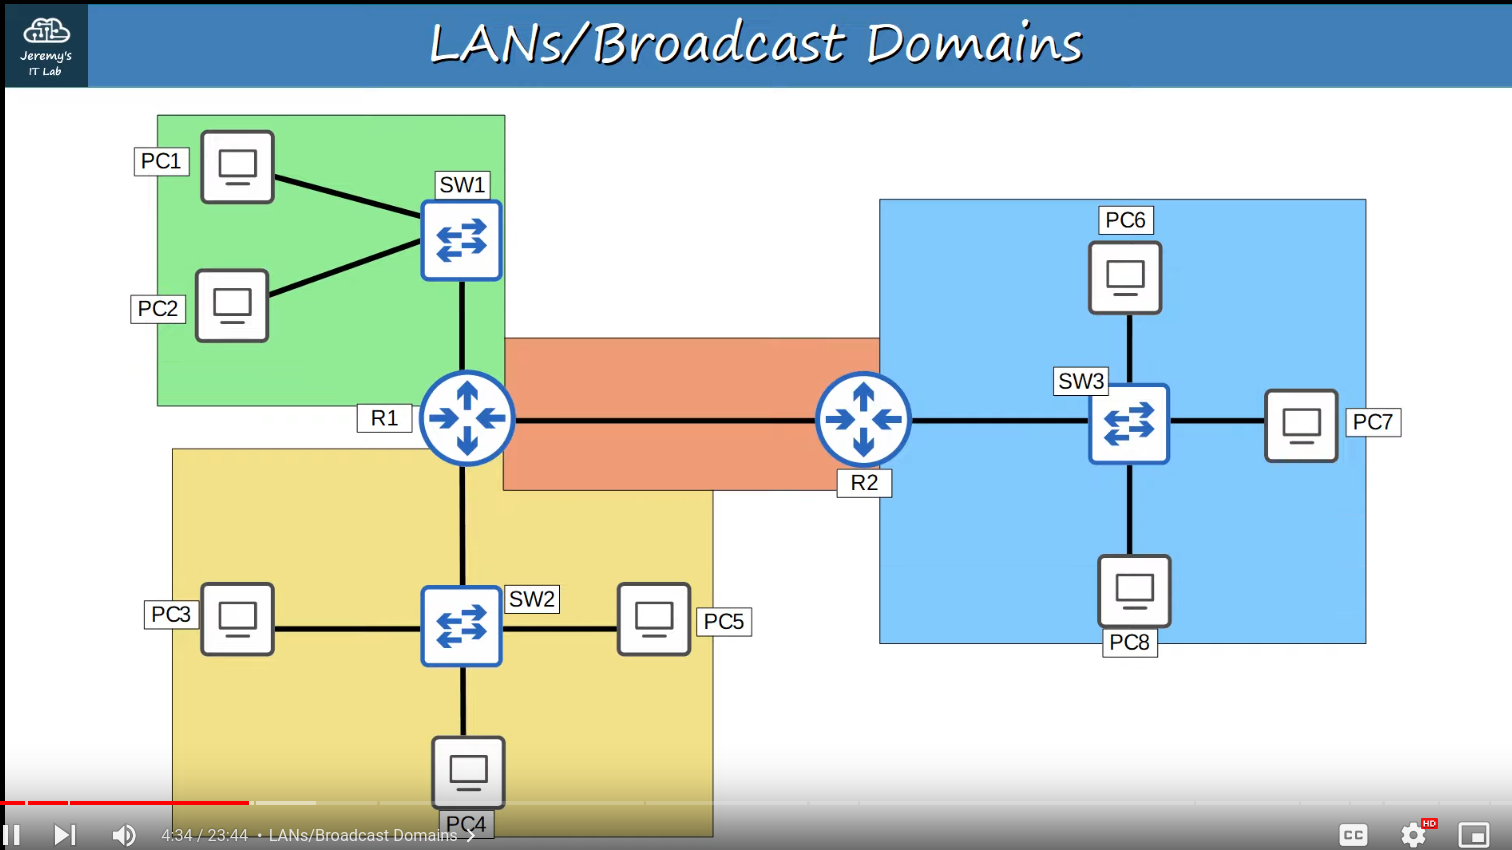 Jeremy's
IT Lab
LANs/Broadcast Domains
PC1
SW1
PC2
PC6
SW3
R1
PC7
R2
SW2
PC3
PC5
PC8
PC4
4:34 / 23:44 • LANs/Broadcast Domains >
CC
HD